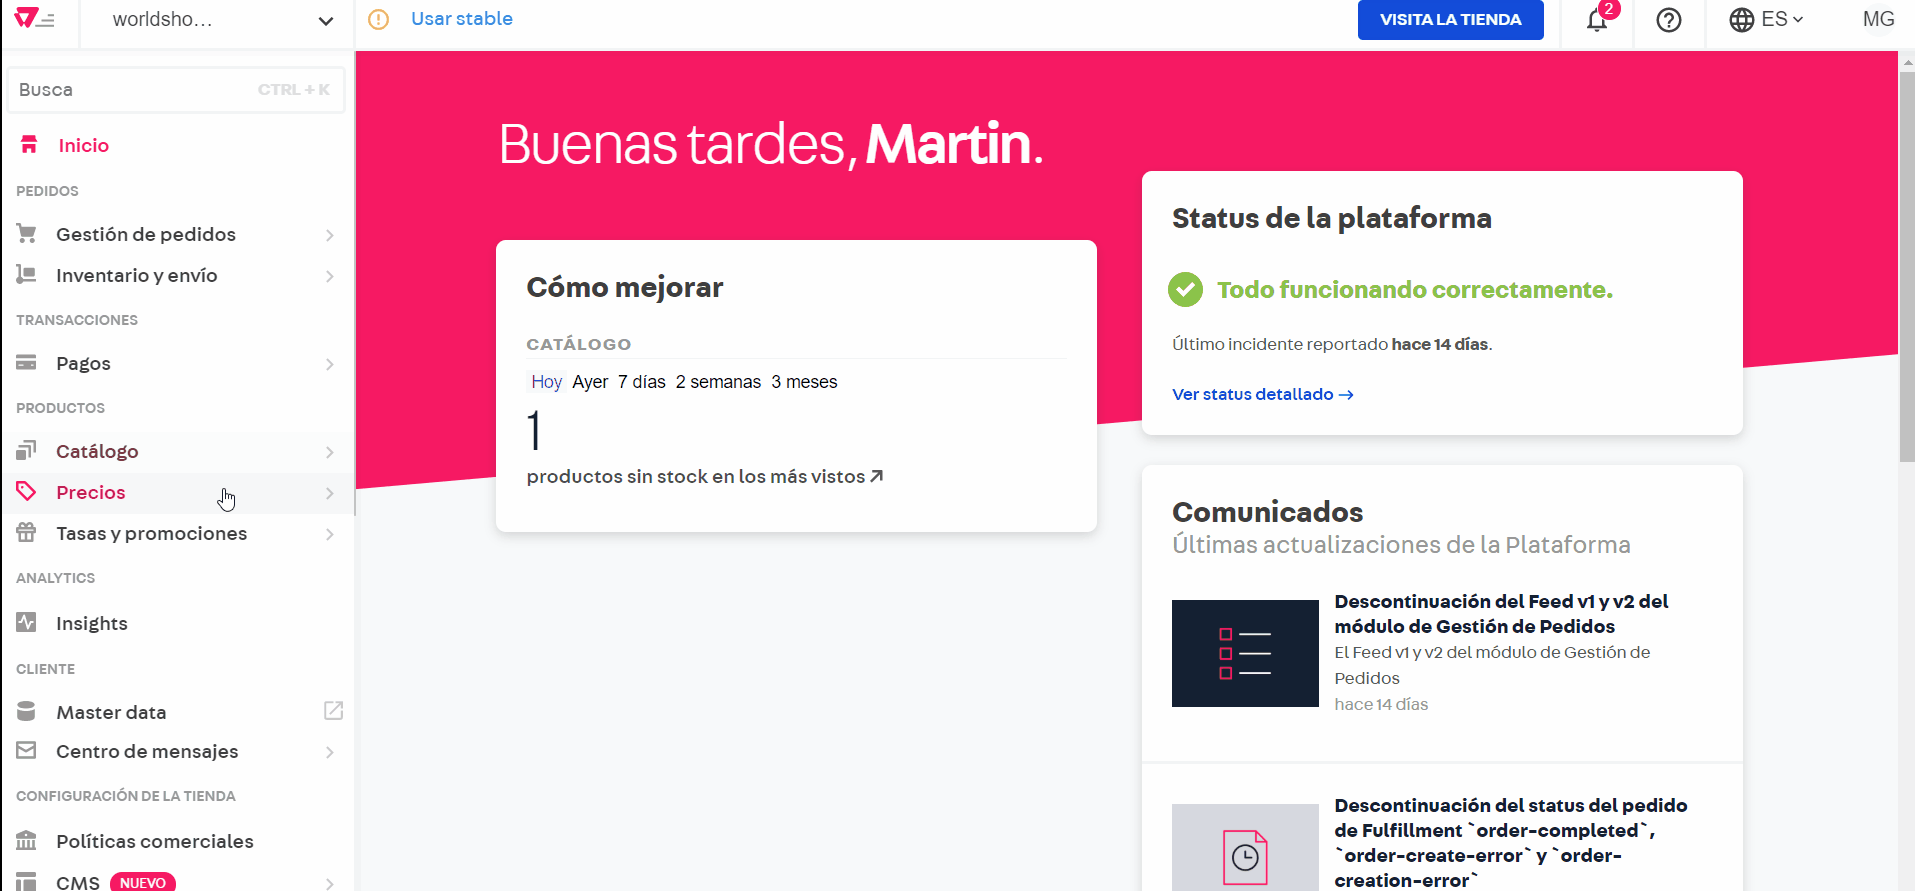 worldsho...
Usar stable
VISITA LA TIENDA
2
ES
MG
Busca
CTRL + K
Inicio
PEDIDOS
Gestión de pedidos
Inventario y envío
TRANSACCIONES
Pagos
PRODUCTOS
Catálogo
Precios
Tasas y promociones
ANALYTICS
Insights
CLIENTE
Master data
Centro de mensajes
CONFIGURACIÓN DE LA TIENDA
Políticas comerciales
CMS NUEVO
Buenas tardes, Martin.
Cómo mejorar
CATÁLOGO
Hoy Ayer 7 días 2 semanas 3 meses
1
productos sin stock en los más vistos
Status de la plataforma
Todo funcionando correctamente.
Último incidente reportado hace 14 días.
Ver status detallado →
Comunicados
Últimas actualizaciones de la Plataforma
Descontinuación del Feed v1 y v2 del
módulo de Gestión de Pedidos
El Feed v1 y v2 del módulo de Gestión de
Pedidos
hace 14 días
Descontinuación del status del pedido
de Fulfillment `order-completed`,
`order-create-error` y `order-
creation-error`